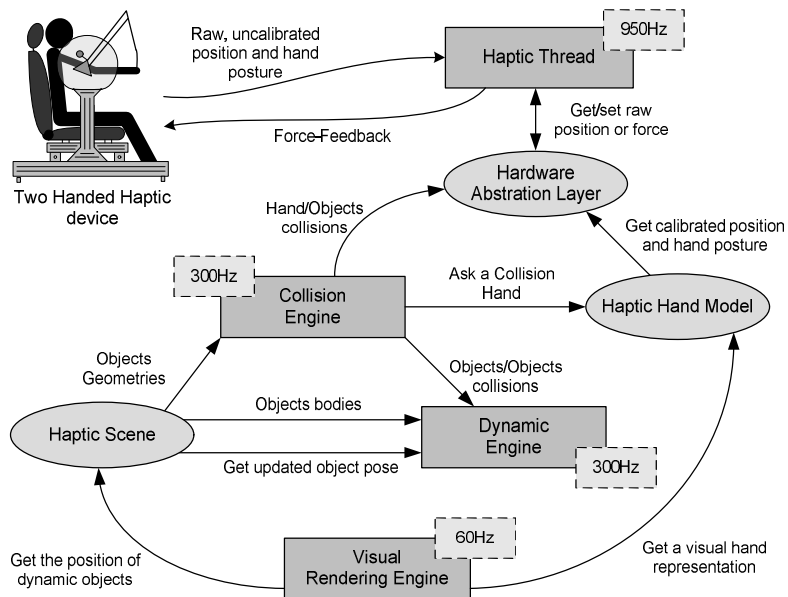 950Hz
Raw, uncalibrated
position and hand
posture
Haptic Thread
Force-Feedback
Get/set raw
position or force
Two Handed Haptic
device
Hardware
Abstration Layer
Hand/Objects
collisions
Get calibrated position
and hand posture
300Hz
Collision
Engine
Ask a Collision
Hand
Haptic Hand Model
Objects
Geometries
Objects/Objects
collisions
Objects bodies
Haptic Scene
Dynamic
Engine
Get updated object pose
300Hz
60Hz
Get the position of
dynamic objects
Visual
Rendering Engine
Get a visual hand
representation